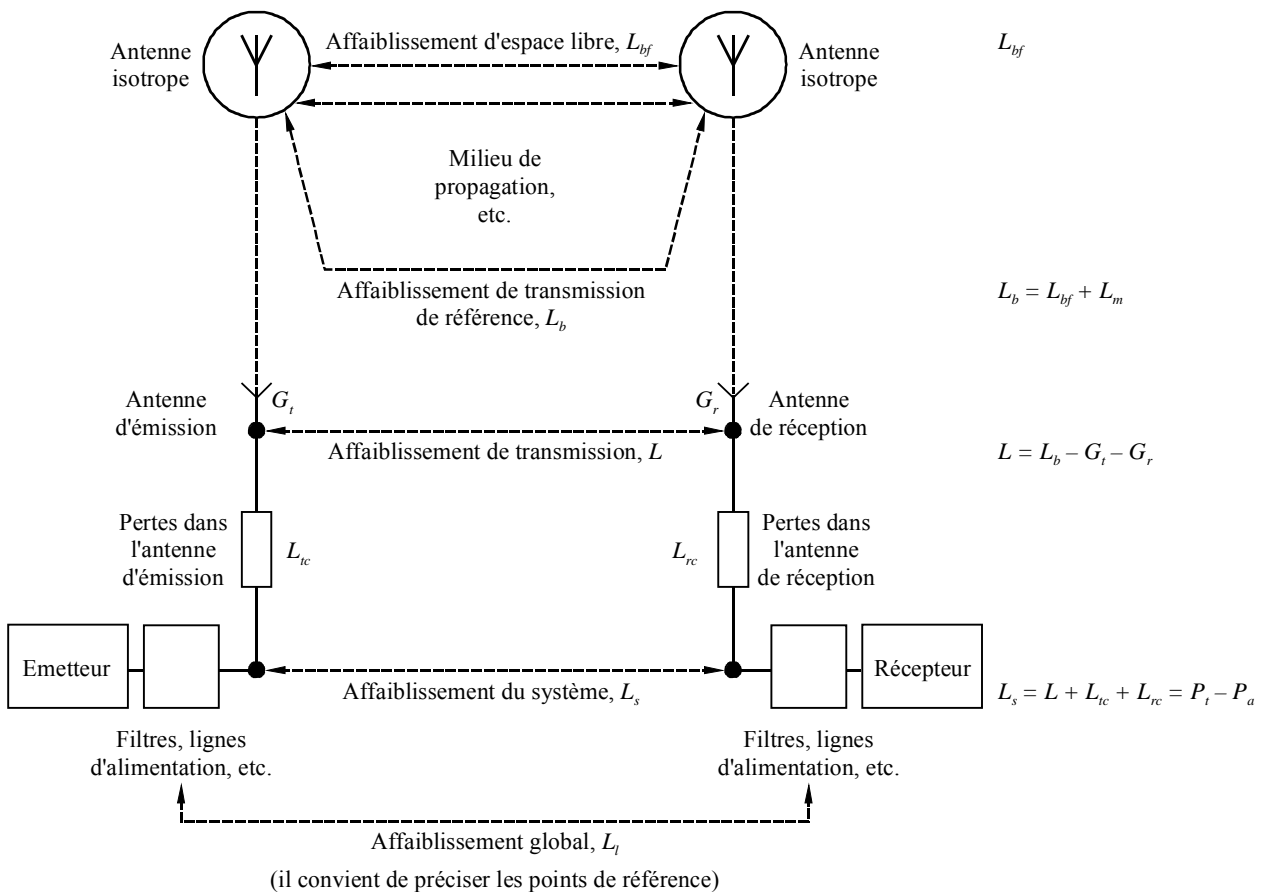 Antenne
isotrope
Affaiblissement d'espace libre, L_bf
Antenne
isotrope
L_bf
Milieu de
propagation,
etc.
Affaiblissement de transmission
de référence, L_b
L_b = L_bf + L_m
Antenne
d'émission
G_t
G_r
Antenne
de réception
Affaiblissement de transmission, L
L = L_b – G_t – G_r
Pertes dans
l'antenne
d'émission
L_tc
L_rc
Pertes dans
l'antenne
de réception
Emetteur
Récepteur
Affaiblissement du système, L_s
L_s = L + L_tc + L_rc = P_t – P_a
Filtres, lignes
d'alimentation, etc.
Filtres, lignes
d'alimentation, etc.
Affaiblissement global, L_l
(il convient de préciser les points de référence)